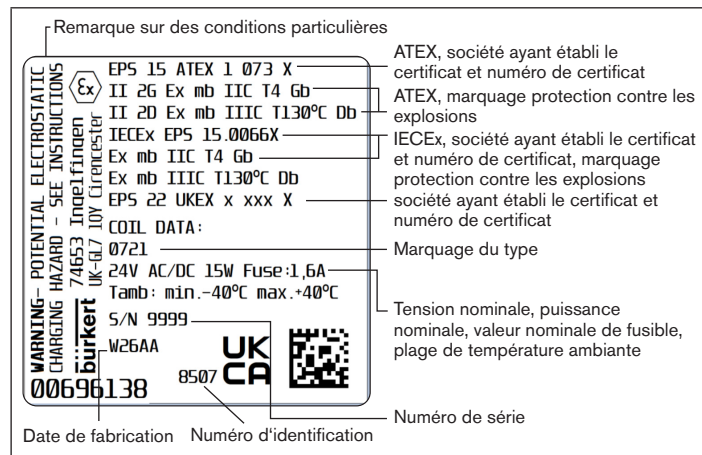 Remarque sur des conditions particulières
WARNING– POTENTIAL ELECTROSTATIC
CHARGING HAZARD - SEE INSTRUCTIONS
bürkert
74653 Ingelfingen
UK-GL7 1QY Cirencester
Ex
EPS 15 ATEX 1 073 X
II 2G Ex mb IIC T4 Gb
II 2D Ex mb IIIC T130°C Db
IECEx EPS 15.0066X
Ex mb IIC T4 Gb
Ex mb IIIC T130°C Db
EPS 22 UKEX x xxx X
COIL DATA:
0721
24V AC/DC 15W Fuse:1,6A
Tamb: min.-40°C max.+40°C
S/N 9999
W26AA
UK
CA
8507
00696138
ATEX, société ayant établi le
certificat et numéro de certificat
ATEX, marquage protection contre les
explosions
IECEx, société ayant établi le certificat
et numéro de certificat, marquage
protection contre les explosions
société ayant établi le certificat et
numéro de certificat
Marquage du type
Tension nominale, puissance
nominale, valeur nominale de fusible,
plage de température ambiante
Numéro de série
Date de fabrication
Numéro d'identification